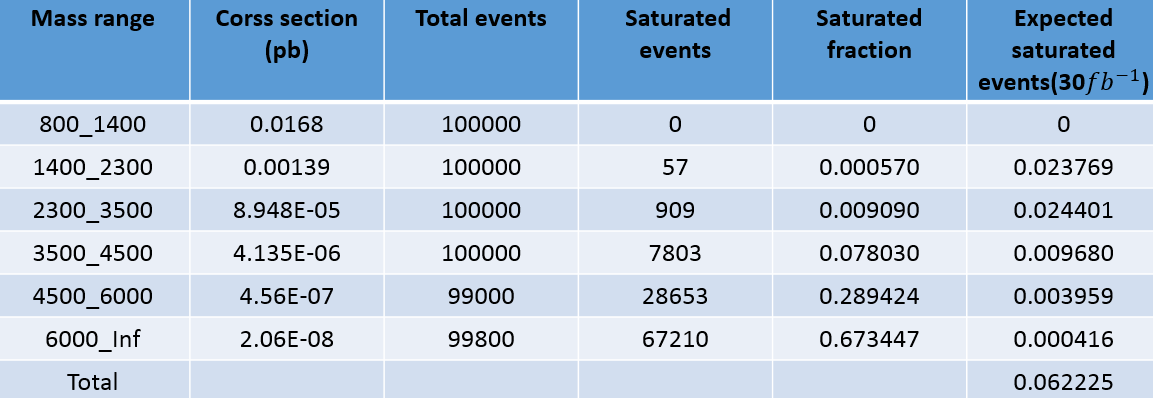 Mass range Corss section (pb) Total events Saturated events Saturated fraction Expected saturated events(30fb⁻¹)
800_1400 0.0168 100000 0 0 0
1400_2300 0.00139 100000 57 0.000570 0.023769
2300_3500 8.948E-05 100000 909 0.009090 0.024401
3500_4500 4.135E-06 100000 7803 0.078030 0.009680
4500_6000 4.56E-07 99000 28653 0.289424 0.003959
6000_Inf 2.06E-08 99800 67210 0.673447 0.000416
Total 0.062225